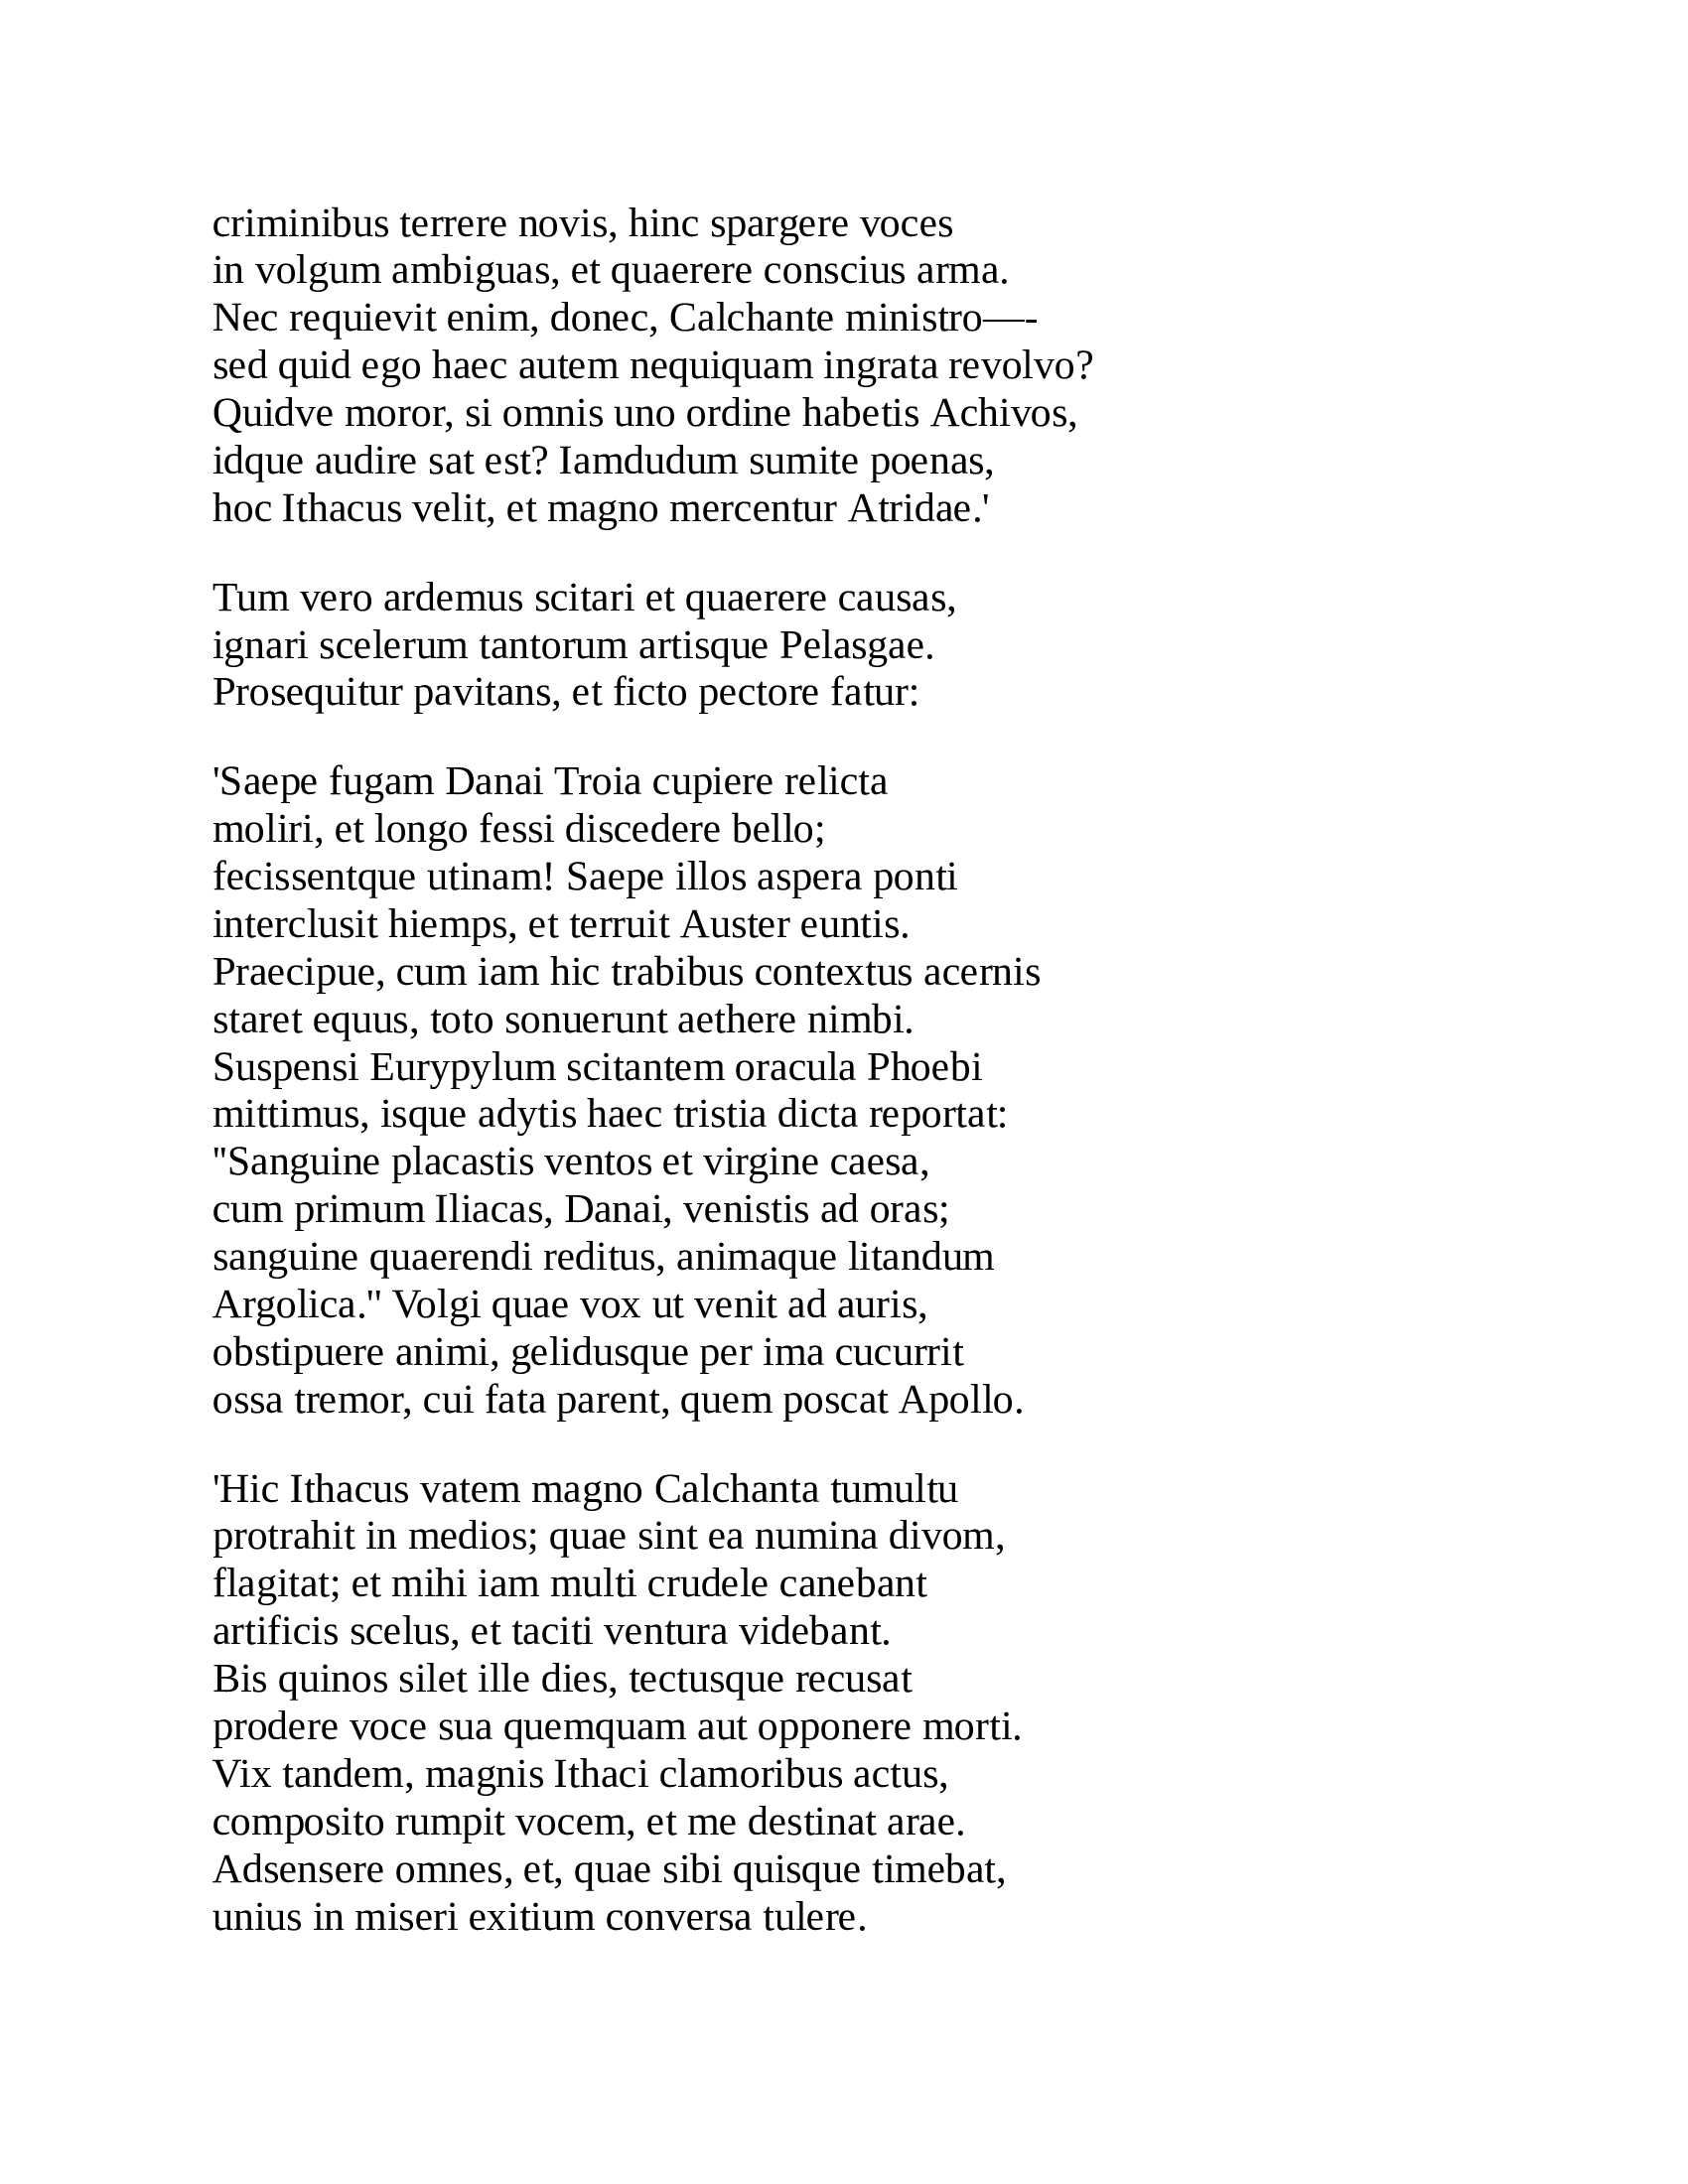 criminibus terrere novis, hinc spargere voces
in volgum ambiguas, et quaerere conscius arma.
Nec requievit enim, donec, Calchante ministro—-
sed quid ego haec autem nequiquam ingrata revolvo?
Quidve moror, si omnis uno ordine habetis Achivos,
idque audire sat est? Iamdudum sumite poenas,
hoc Ithacus velit, et magno mercentur Atridae.'

Tum vero ardemus scitari et quaerere causas,
ignari scelerum tantorum artisque Pelasgae.
Prosequitur pavitans, et ficto pectore fatur:

'Saepe fugam Danai Troia cupiere relicta
moliri, et longo fessi discedere bello;
fecissentque utinam! Saepe illos aspera ponti
interclusit hiemps, et terruit Auster euntis.
Praecipue, cum iam hic trabibus contextus acernis
staret equus, toto sonuerunt aethere nimbi.
Suspensi Eurypylum scitantem oracula Phoebi
mittimus, isque adytis haec tristia dicta reportat:
"Sanguine placastis ventos et virgine caesa,
cum primum Iliacas, Danai, venistis ad oras;
sanguine quaerendi reditus, animaque litandum
Argolica." Volgi quae vox ut venit ad auris,
obstipuere animi, gelidusque per ima cucurrit
ossa tremor, cui fata parent, quem poscat Apollo.

'Hic Ithacus vatem magno Calchanta tumultu
protrahit in medios; quae sint ea numina divom,
flagitat; et mihi iam multi crudele canebant
artificis scelus, et taciti ventura videbant.
Bis quinos silet ille dies, tectusque recusat
prodere voce sua quemquam aut opponere morti.
Vix tandem, magnis Ithaci clamoribus actus,
composito rumpit vocem, et me destinat arae.
Adsensere omnes, et, quae sibi quisque timebat,
unius in miseri exitium conversa tulere.